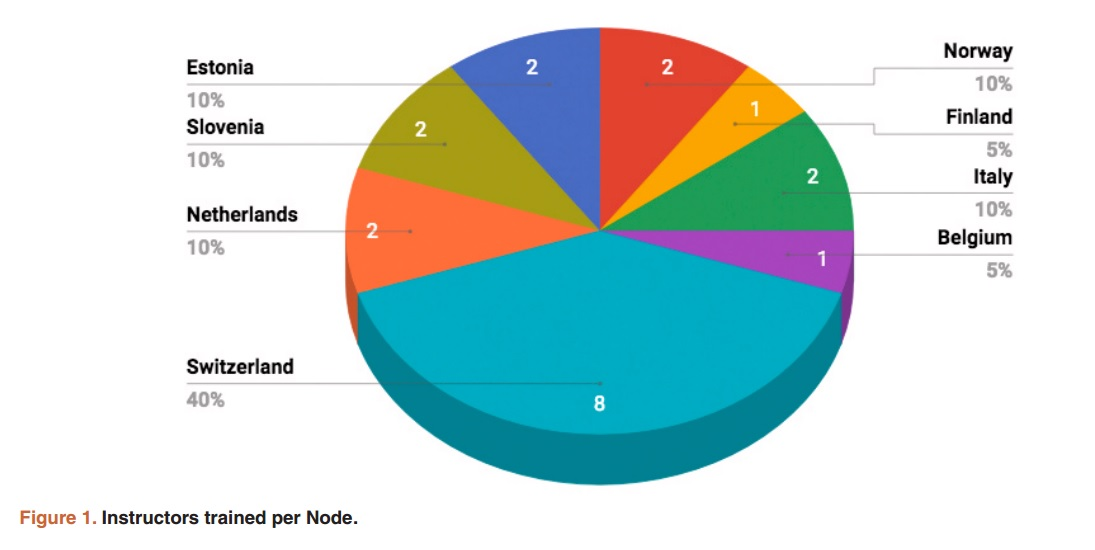 Estonia
10%
Slovenia
10%
Netherlands
10%
Switzerland
40%
2
2
1
2
2
2
1
8
Norway
10%
Finland
5%
Italy
10%
Belgium
5%
Figure 1. Instructors trained per Node.